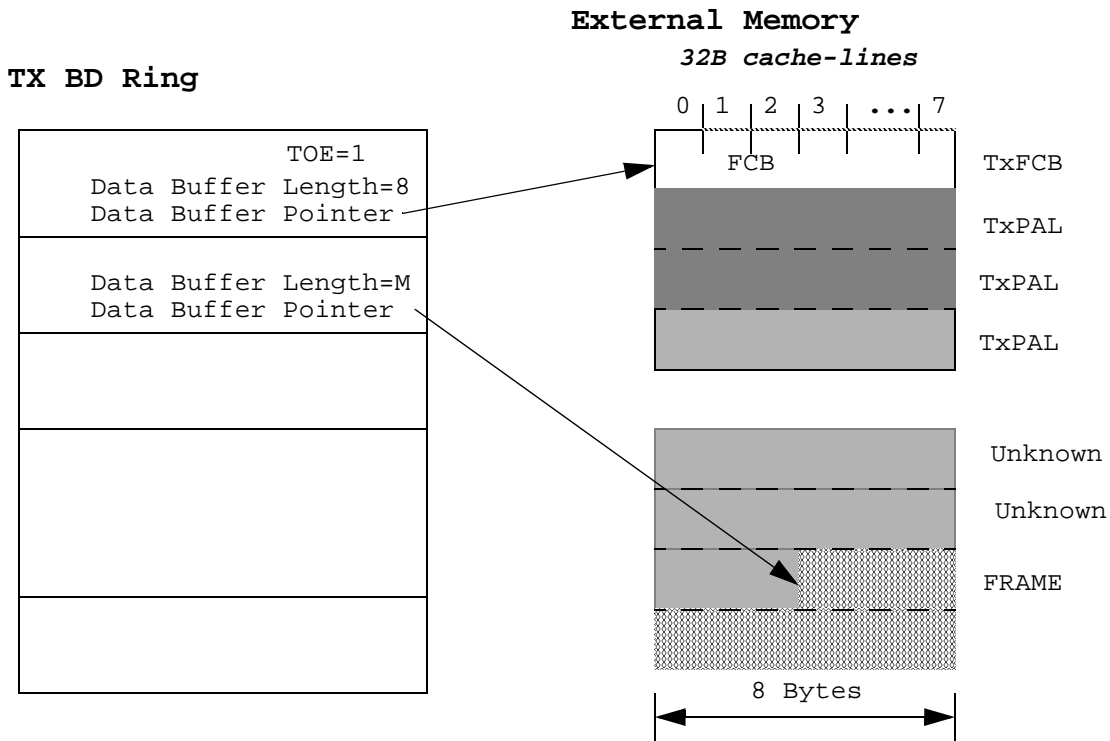 External Memory
32B cache-lines
TX BD Ring
0 1 2 3 ... 7
TOE=1
Data Buffer Length=8
Data Buffer Pointer
FCB
TxFCB
TxPAL
Data Buffer Length=M
Data Buffer Pointer
TxPAL
TxPAL
Unknown
Unknown
FRAME
8 Bytes